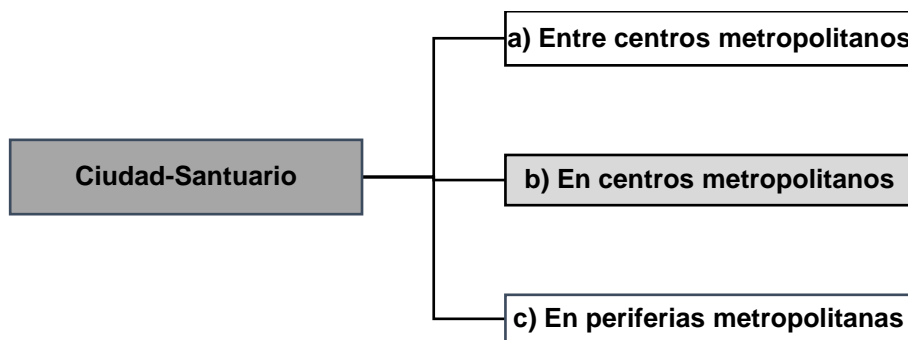 a) Entre centros metropolitanos
Ciudad-Santuario
b) En centros metropolitanos
c) En periferias metropolitanas